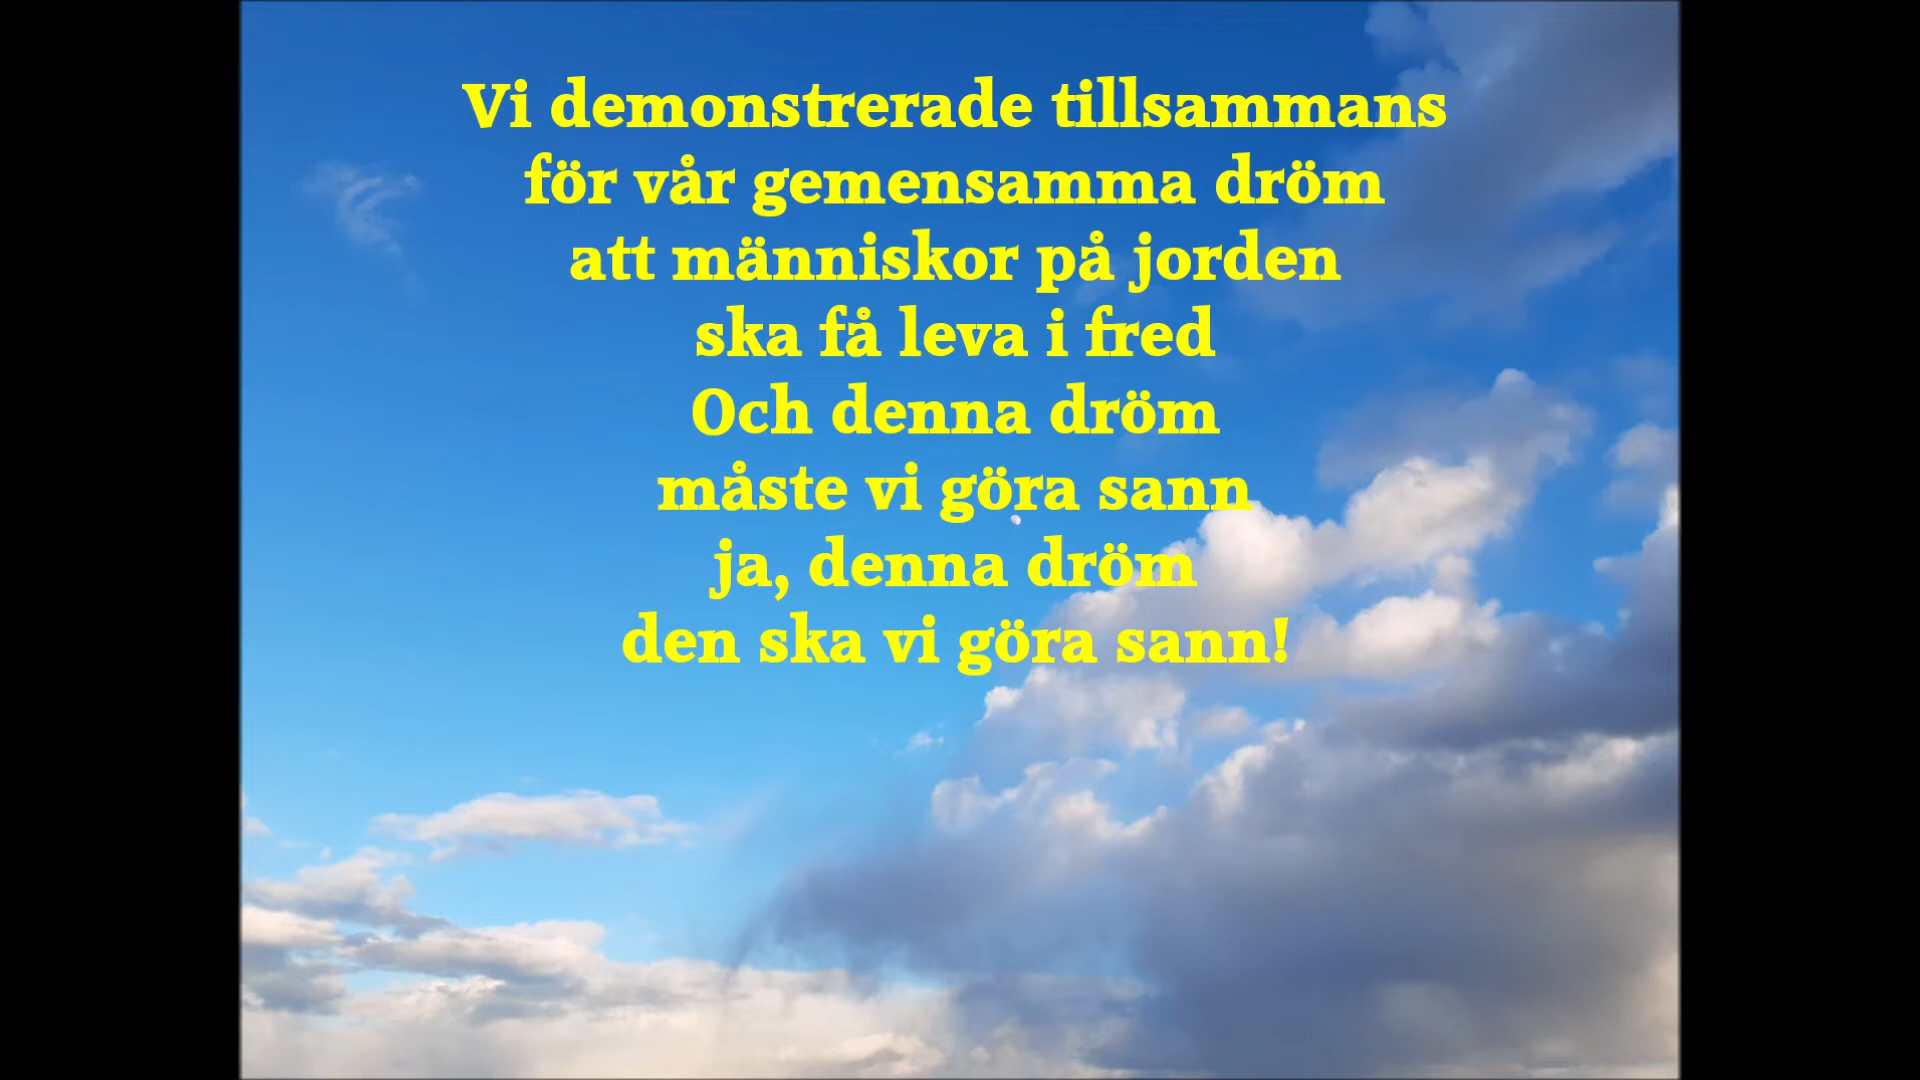 Vi demonstrerade tillsammans
för vår gemensamma dröm
att människor på jorden
ska få leva i fred
Och denna dröm
måste vi göra sann
ja, denna dröm
den ska vi göra sann!